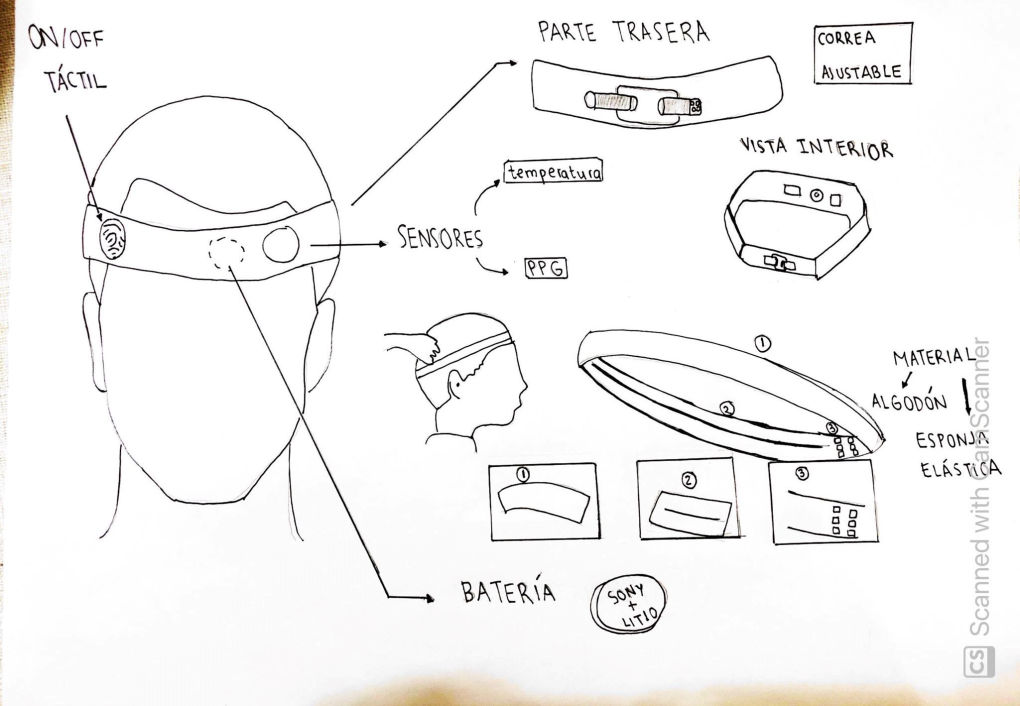 ON/OFF
TÁCTIL
PARTE TRASERA
CORREA
AJUSTABLE
VISTA INTERIOR
temperatura
SENSORES
PPG
1
MATERIAL
ALGODÓN
2
3
ESPONJA
ELÁSTICA
1
2
3
BATERÍA
SONY
+
LITIO
CS Scanned with CamScanner